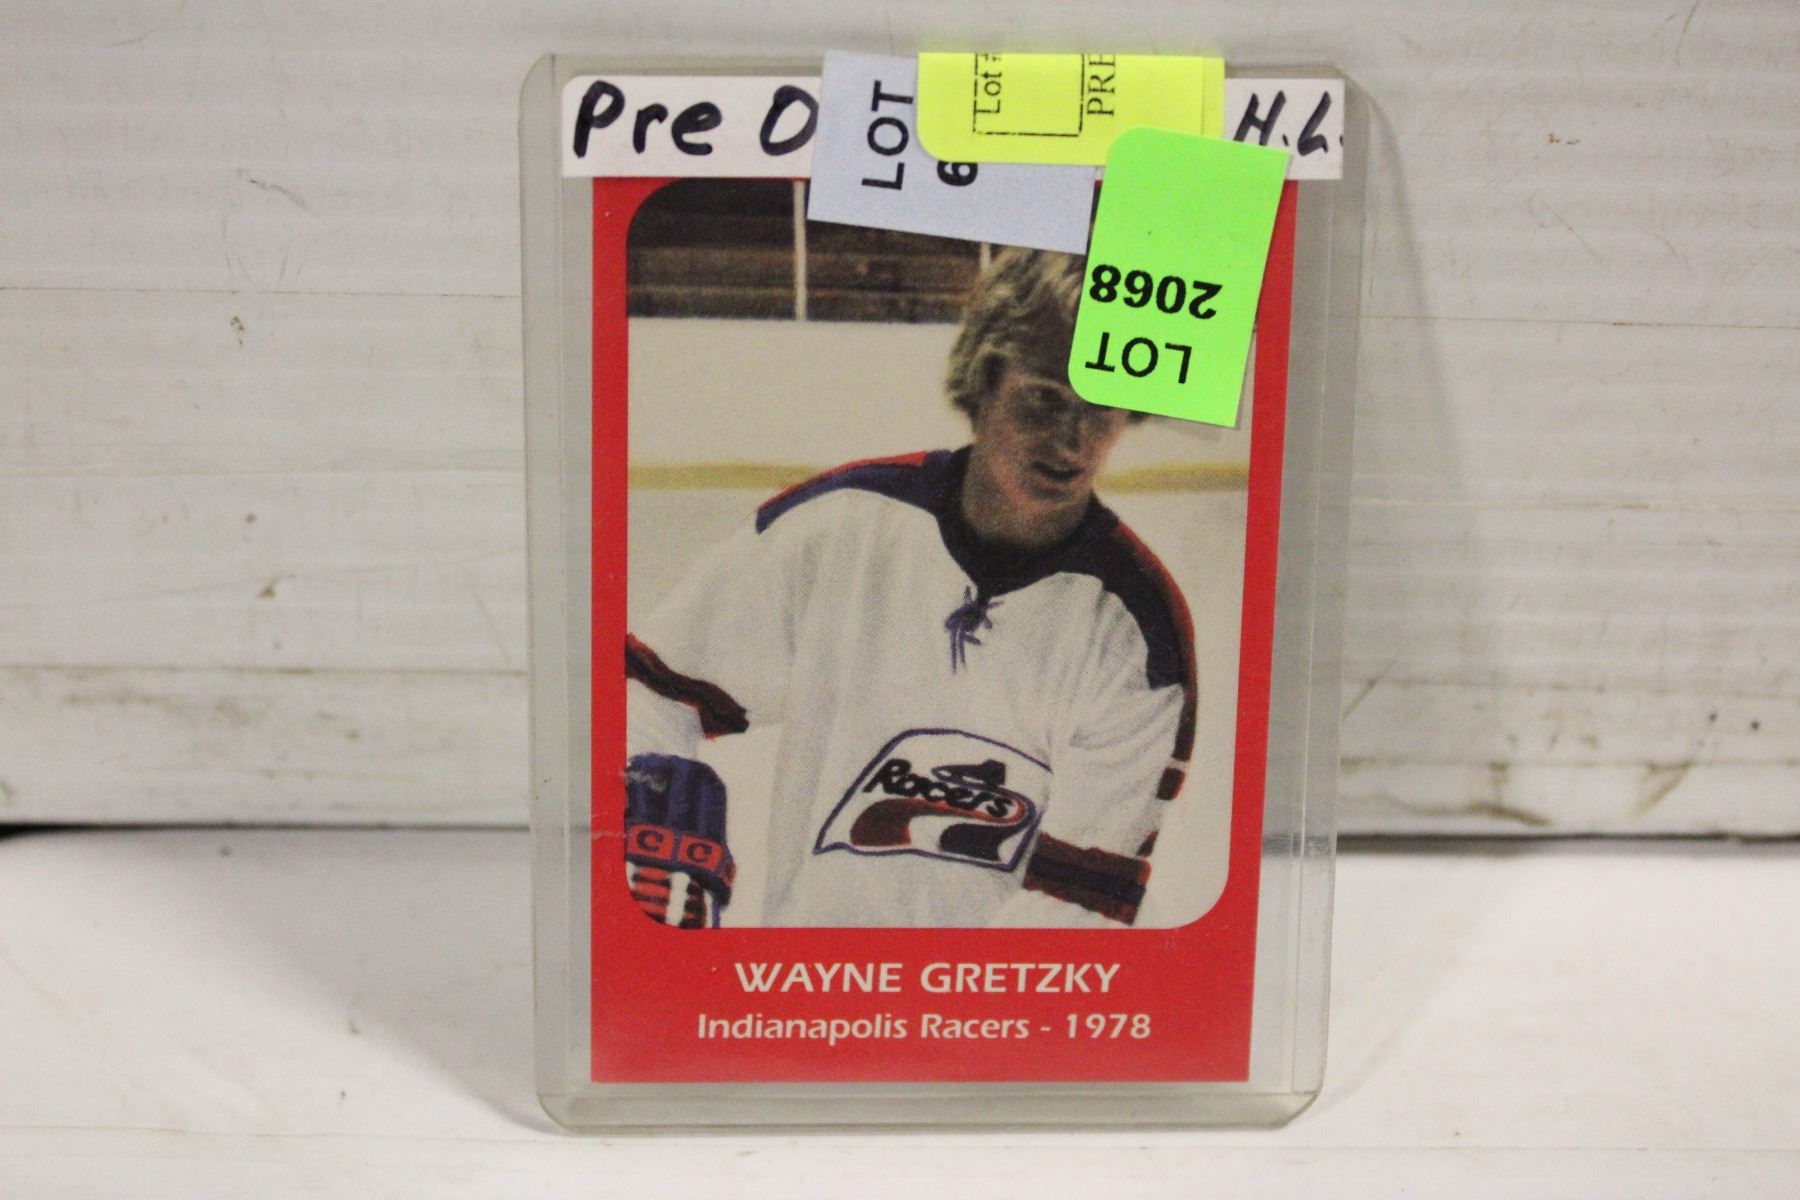 Pre O
H.L.
LOT
6
Lot #
PRE
LOT
2068
Racers
C C
WAYNE GRETZKY
Indianapolis Racers - 1978